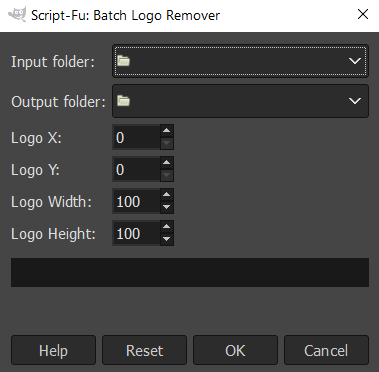 Script-Fu: Batch Logo Remover
Input folder:
Output folder:
Logo X: 0
Logo Y: 0
Logo Width: 100
Logo Height: 100
Help Reset OK Cancel